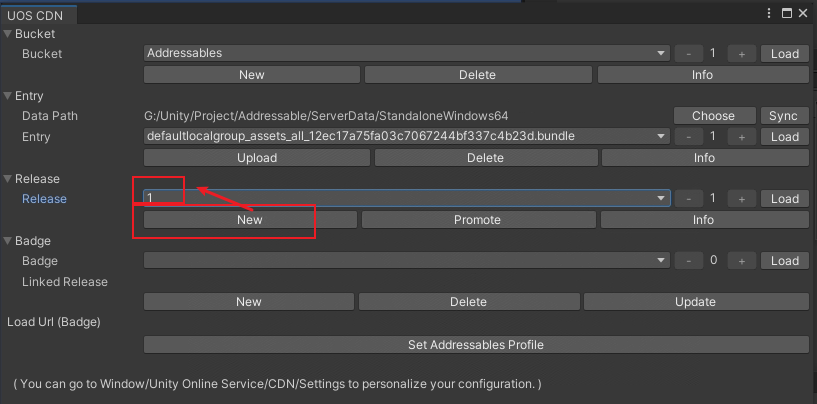 UOS CDN
Bucket
Bucket Addressables - 1 + Load
New Delete Info
Entry
Data Path G:/Unity/Project/Addressable/ServerData/StandaloneWindows64 Choose Sync
Entry defaultlocalgroup_assets_all_12ec17a75fa03c7067244bf337c4b23d.bundle - 1 + Load
Upload Delete Info
Release
Release 1 - 1 + Load
New Promote Info
Badge
Badge - 0 + Load
Linked Release
New Delete Update
Load Url (Badge)
Set Addressables Profile
( You can go to Window/Unity Online Service/CDN/Settings to personalize your configuration. )